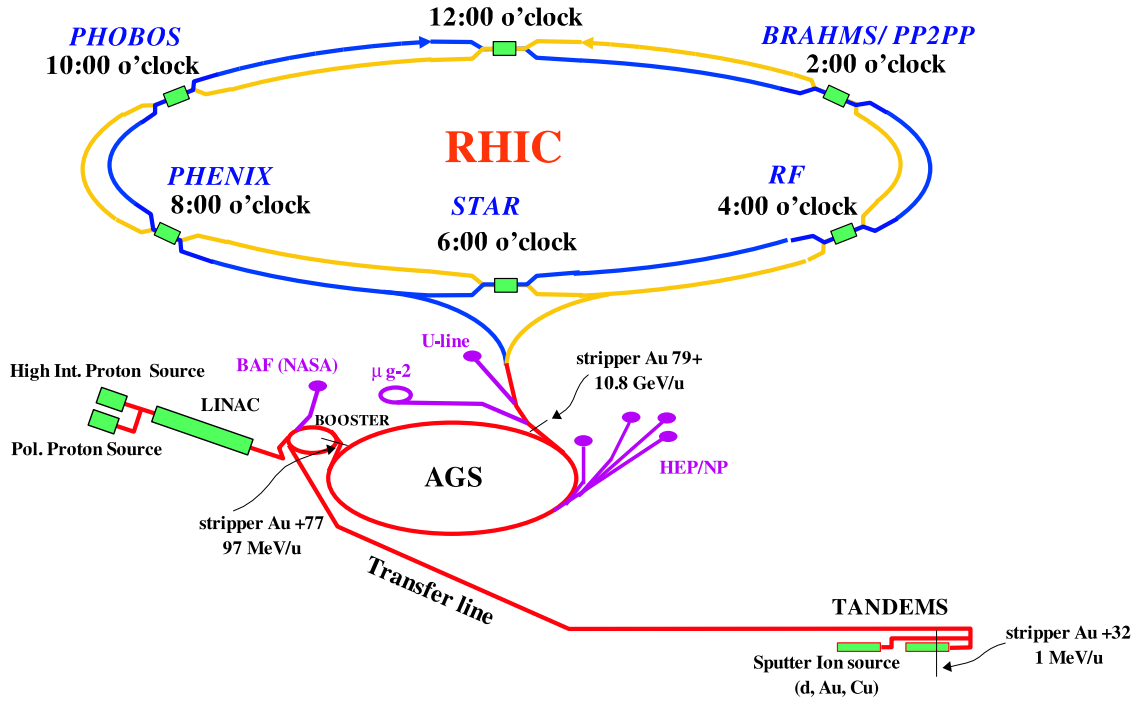 12:00 o'clock
PHOBOS
10:00 o'clock
BRAHMS/ PP2PP
2:00 o'clock
RHIC
PHENIX
8:00 o'clock
STAR
6:00 o'clock
RF
4:00 o'clock
U-line
BAF (NASA)
μ g-2
stripper Au 79+
10.8 GeV/u
High Int. Proton Source
LINAC
BOOSTER
Pol. Proton Source
AGS
HEP/NP
stripper Au +77
97 MeV/u
Transfer line
TANDEMS
stripper Au +32
1 MeV/u
Sputter Ion source
(d, Au, Cu)